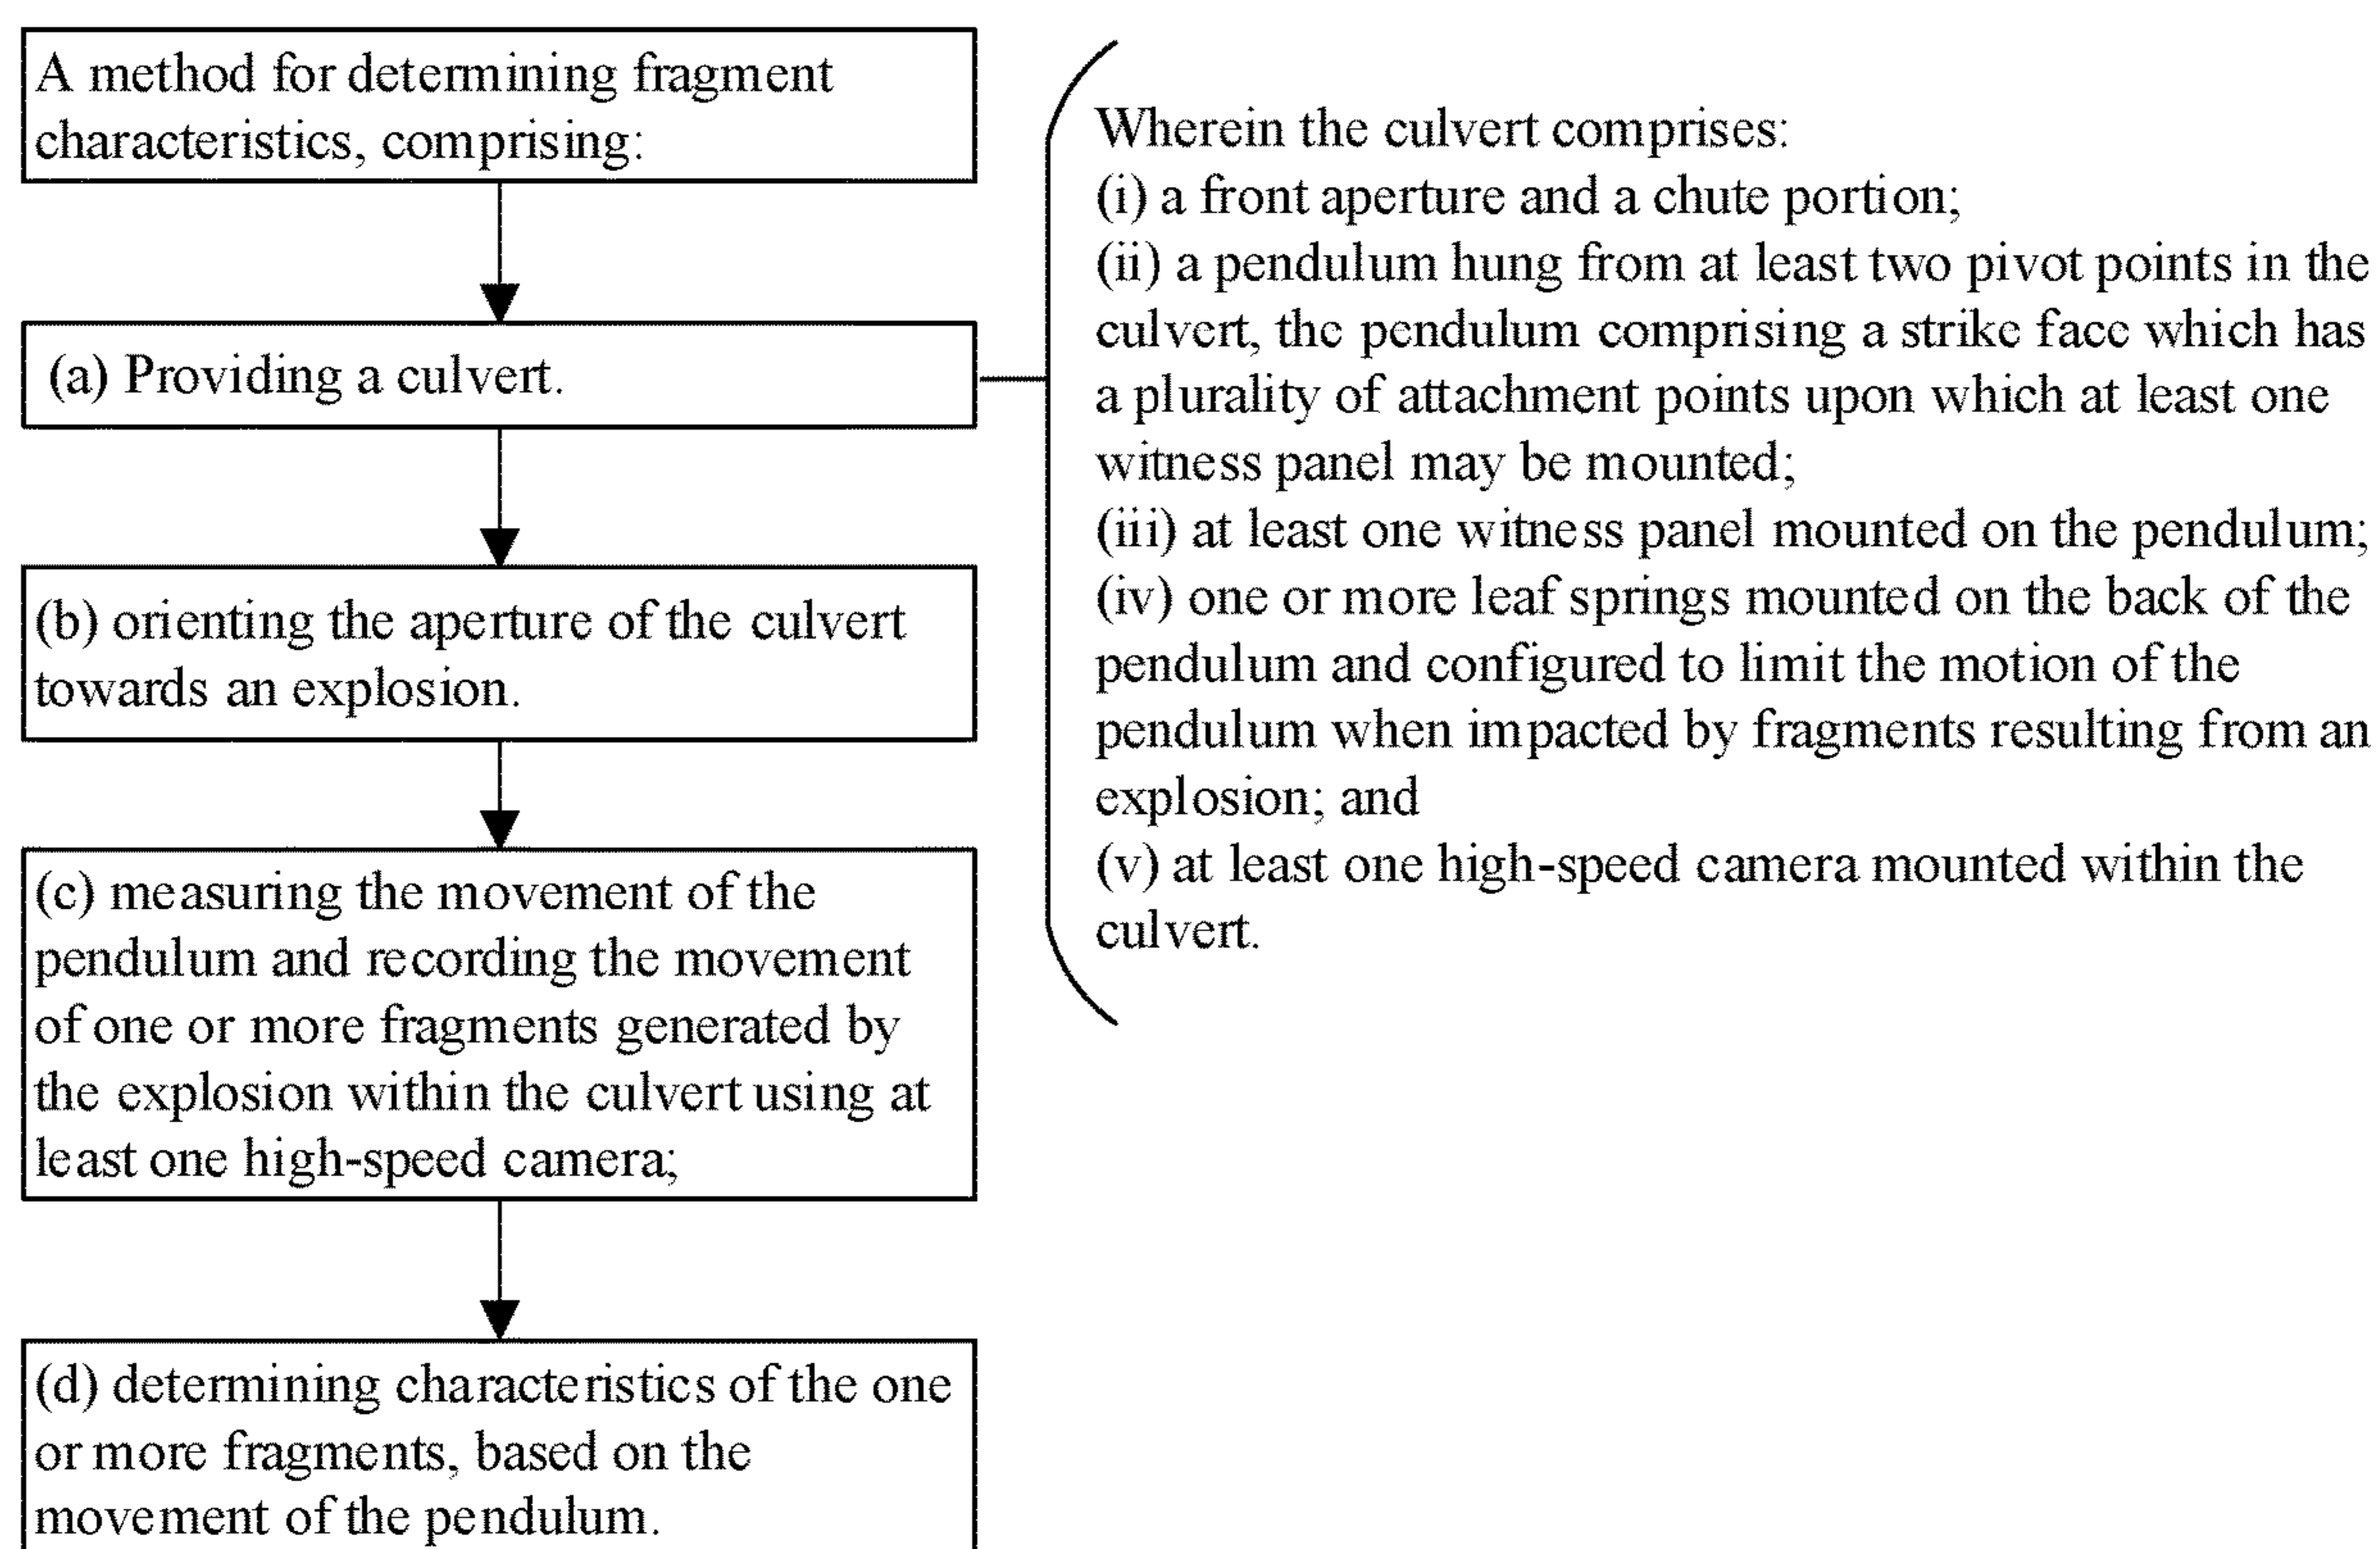 A method for determining fragment
characteristics, comprising:
(a) Providing a culvert.
(b) orienting the aperture of the culvert
towards an explosion.
(c) measuring the movement of the
pendulum and recording the movement
of one or more fragments generated by
the explosion within the culvert using at
least one high-speed camera;
(d) determining characteristics of the one
or more fragments, based on the
movement of the pendulum.
Wherein the culvert comprises:
(i) a front aperture and a chute portion;
(ii) a pendulum hung from at least two pivot points in the
culvert, the pendulum comprising a strike face which has
a plurality of attachment points upon which at least one
witness panel may be mounted;
(iii) at least one witness panel mounted on the pendulum;
(iv) one or more leaf springs mounted on the back of the
pendulum and configured to limit the motion of the
pendulum when impacted by fragments resulting from an
explosion; and
(v) at least one high-speed camera mounted within the
culvert.